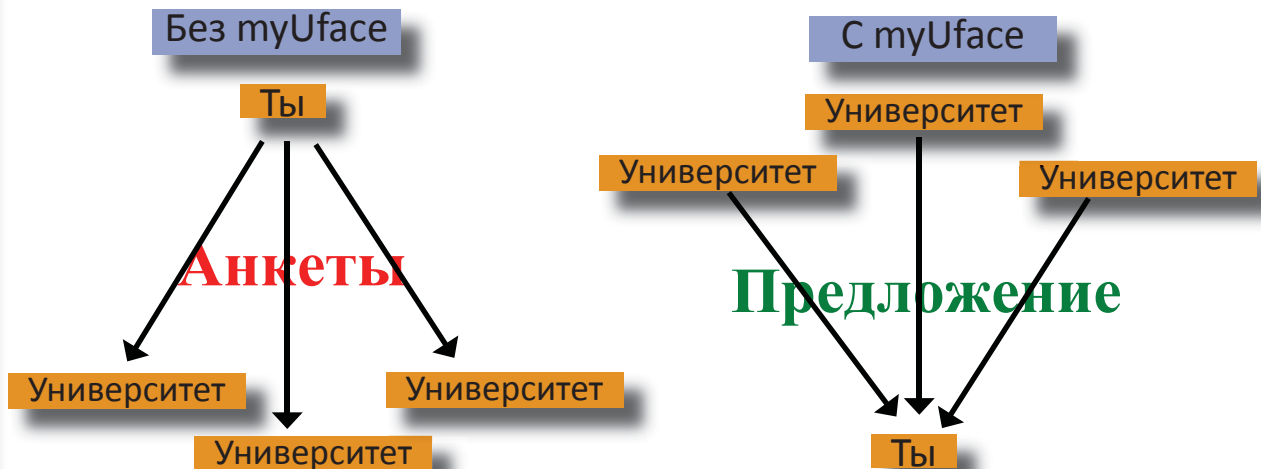 Без myUface
Ты
Анкеты
Университет
Университет
Университет
С myUface
Университет
Университет
Университет
Предложение
Ты